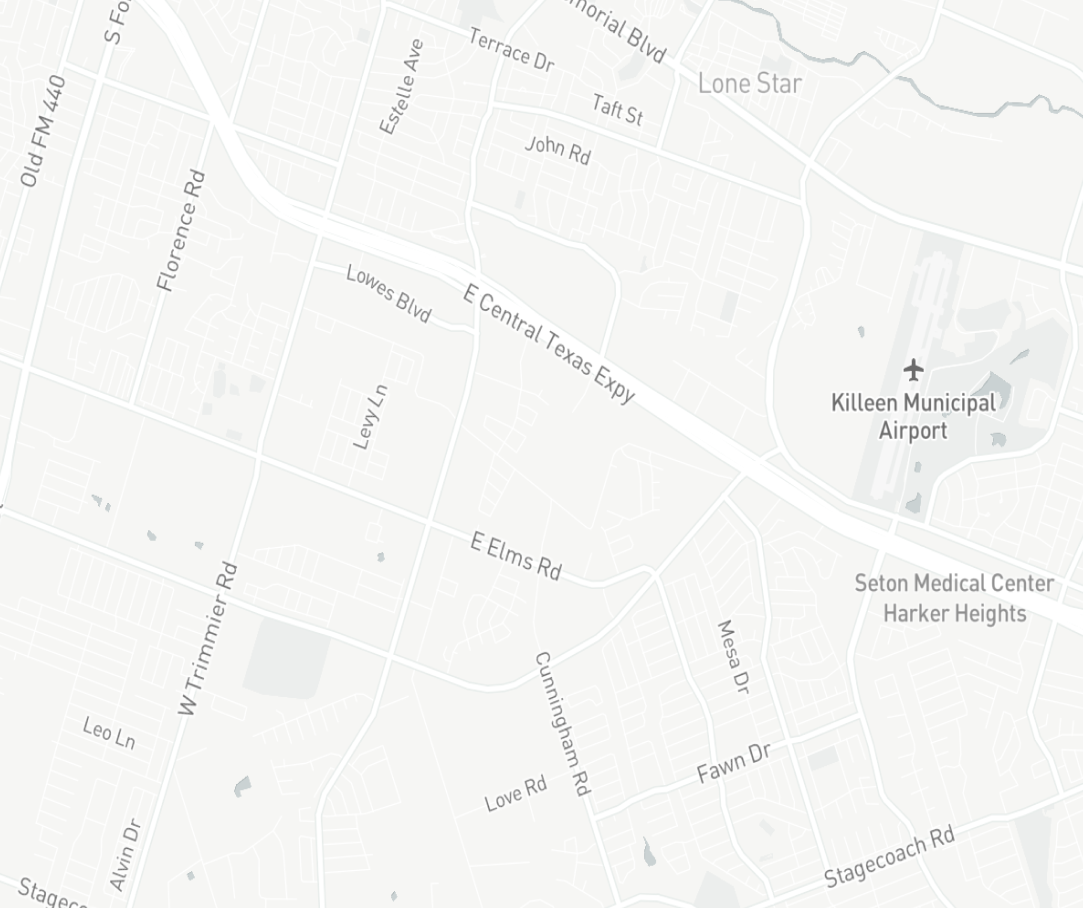 S Fo
morial Blvd
Terrace Dr
Lone Star
Estelle Ave
Taft St
Old FM 440
John Rd
Florence Rd
Lowes Blvd
E Central Texas Expy
Killeen Municipal
Airport
Levy Ln
E Elms Rd
Seton Medical Center
Harker Heights
W Trimmier Rd
Mesa Dr
Cunningham Rd
Leo Ln
Fawn Dr
Love Rd
Alvin Dr
Stagecoach Rd
Stageco